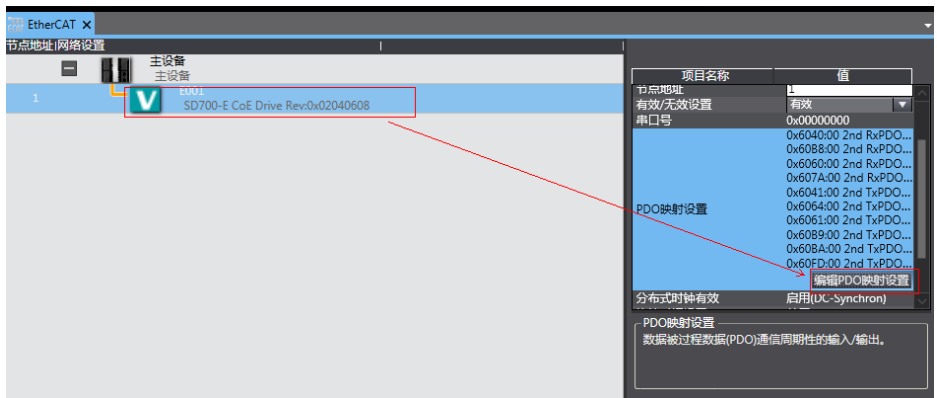 EtherCAT ×
节点地址|网络设置
主设备
主设备
1
E001
SD700-E CoE Drive Rev:0x02040608
项目名称 值
节点地址 1
有效/无效设置 有效
串口号 0x00000000
PDO映射设置
0x6040:00 2nd RxPDO...
0x60B8:00 2nd RxPDO...
0x6060:00 2nd RxPDO...
0x607A:00 2nd RxPDO...
0x6041:00 2nd TxPDO...
0x6064:00 2nd TxPDO...
0x6061:00 2nd TxPDO...
0x60B9:00 2nd TxPDO...
0x60BA:00 2nd TxPDO...
0x60FD:00 2nd TxPDO...
编辑PDO映射设置
分布式时钟有效 启用(DC-Synchron)
PDO映射设置
数据被过程数据(PDO)通信周期性的输入/输出。